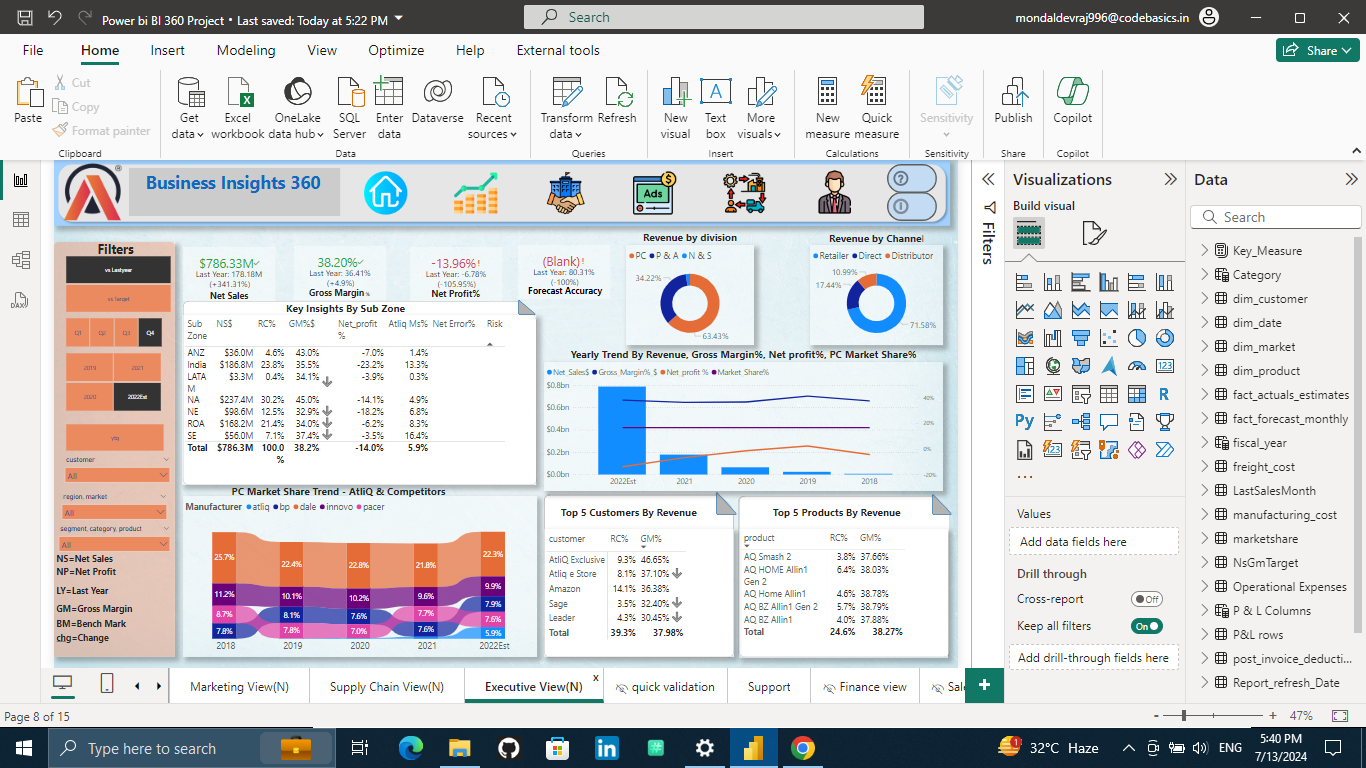 Power bi BI 360 Project • Last saved: Today at 5:22 PM
Search
mondaldevraj996@codebasics.in
File Home Insert Modeling View Optimize Help External tools
Share
Paste
Cut
Copy
Format painter
Clipboard
Get data
Excel workbook
OneLake data hub
SQL Server
Enter data
Dataverse
Recent sources
Data
Transform data
Refresh
Queries
New visual
Text box
More visuals
Insert
New measure
Quick measure
Calculations
Sensitivity
Sensitivity
Publish
Share
Copilot
Copilot
Business Insights 360
Ads
Filters
vs Lastyear
vs Target
Q1 Q2 Q3 Q4
2019 2021
2020 2022Est
ytq
customer
All
region, market
All
segment, category, product
All
NS=Net Sales
NP=Net Profit
LY=Last Year
GM=Gross Margin
BM=Bench Mark
chg=Change
$786.33M
Last Year: 178.18M
(+341.31%)
Net Sales
38.20%
Last Year: 36.41%
(+4.9%)
Gross Margin%
-13.96%!
Last Year: -6.78%
(-105.95%)
Net Profit%
(Blank)!
Last Year: 80.31%
(-100%)
Forecast Accuracy
Revenue by division
PC P & A N & S
34.22%
63.43%
Revenue by Channel
Retailer Direct Distributor
10.99%
17.44%
71.58%
Key Insights By Sub Zone
Sub Zone NS$ RC% GM%$ Net_profit % Atliq Ms% Net Error% Risk
ANZ $36.0M 4.6% 43.0% -7.0% 1.4%
India $186.8M 23.8% 35.5% -23.2% 13.3%
LATAM $3.3M 0.4% 34.1% -3.9% 0.3%
NA $237.4M 30.2% 45.0% -14.1% 4.9%
NE $98.6M 12.5% 32.9% -18.2% 6.8%
ROA $168.2M 21.4% 34.0% -6.2% 8.3%
SE $56.0M 7.1% 37.4% -3.5% 16.4%
Total $786.3M 100.0% 38.2% -14.0% 5.9%
Yearly Trend By Revenue, Gross Margin%, Net profit%, PC Market Share%
Net_Sales$ Gross_Margin% $ Net_profit % Market_Share%
$0.8bn
$0.6bn
$0.4bn
$0.2bn
$0.0bn
40%
20%
0%
-20%
2022Est 2021 2020 2019 2018
PC Market Share Trend - AtliQ & Competitors
Manufacturer atliq bp dale innovo pacer
25.7% 22.4% 22.8% 21.8% 22.3%
11.2% 10.1% 10.2% 9.6% 9.9%
8.7% 8.1% 7.6% 7.7% 7.9%
7.8% 7.8% 7.0% 7.6% 7.6%
5.9%
2018 2019 2020 2021 2022Est
Top 5 Customers By Revenue
customer RC% GM%
AtliQ Exclusive 9.3% 46.65%
Atliq e Store 8.1% 37.10%
Amazon 14.1% 36.38%
Sage 3.5% 32.40%
Leader 4.3% 30.45%
Total 39.3% 37.98%
Top 5 Products By Revenue
product RC% GM%
AQ Smash 2 3.8% 37.66%
AQ HOME Allin1 Gen 2 6.4% 38.03%
AQ Home Allin1 4.6% 38.78%
AQ BZ Allin1 Gen 2 5.7% 38.79%
AQ BZ Allin1 4.0% 37.88%
Total 24.6% 38.27%
Filters
Visualizations
Build visual
Values
Add data fields here
Drill through
Cross-report Off
Keep all filters On
Add drill-through fields here
Data
Search
Key_Measure
Category
dim_customer
dim_date
dim_market
dim_product
fact_actuals_estimates
fact_forecast_monthly
fiscal_year
freight_cost
LastSalesMonth
manufacturing_cost
marketshare
NsGmTarget
Operational Expenses
P & L Columns
P&L rows
post_invoice_deducti...
Report_refresh_Date
Marketing View(N) Supply Chain View(N) Executive View(N) x quick validation Support Finance view Sal
Page 8 of 15
- + 47%
Type here to search
32°C Haze
ENG
5:40 PM
7/13/2024